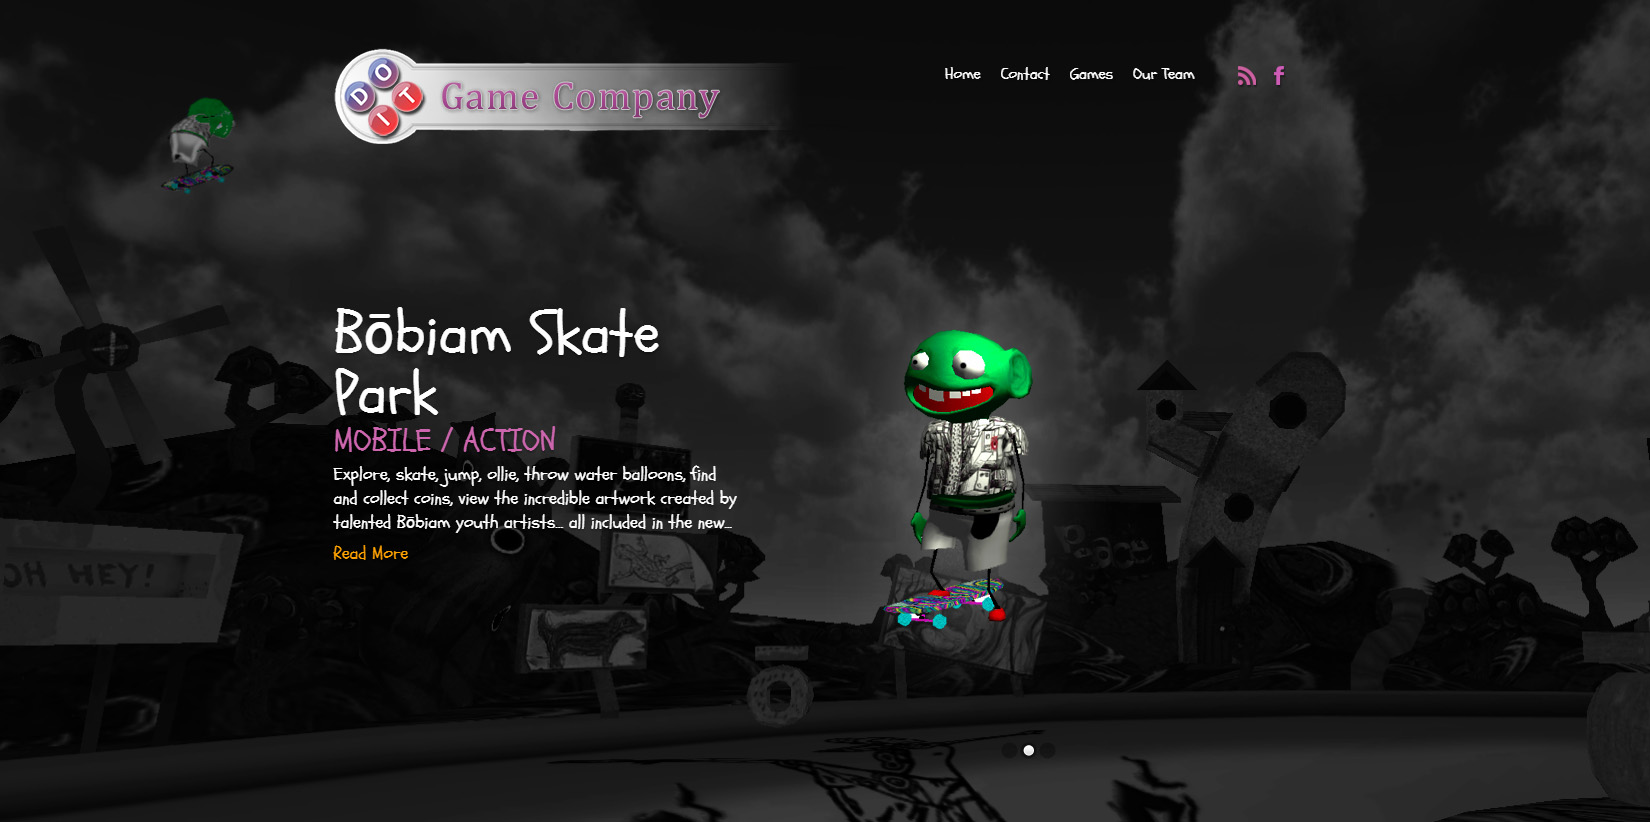 DOTI Game Company
Home Contact Games Our Team
Bōbiam Skate
Park
MOBILE / ACTION
Explore, skate, jump, ollie, throw water balloons, find
and collect coins, view the incredible artwork created by
talented Bōbiam youth artists... all included in the new...
Read More
OH HEY!